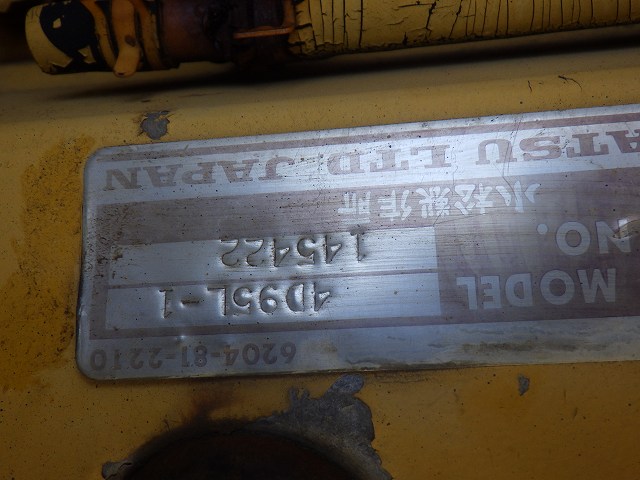 6204-81-2210
MODEL 4D95L-1
NO. 145422
小松製作所
ATSU LTD. JAPAN